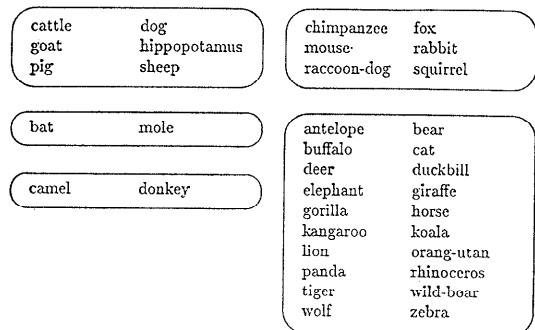 cattle dog
goat hippopotamus
pig sheep
bat mole
camel donkey
chimpanzee fox
mouse rabbit
raccoon-dog squirrel
antelope bear
buffalo cat
deer duckbill
elephant giraffe
gorilla horse
kangaroo koala
lion orang-utan
panda rhinoceros
tiger wild-boar
wolf zebra